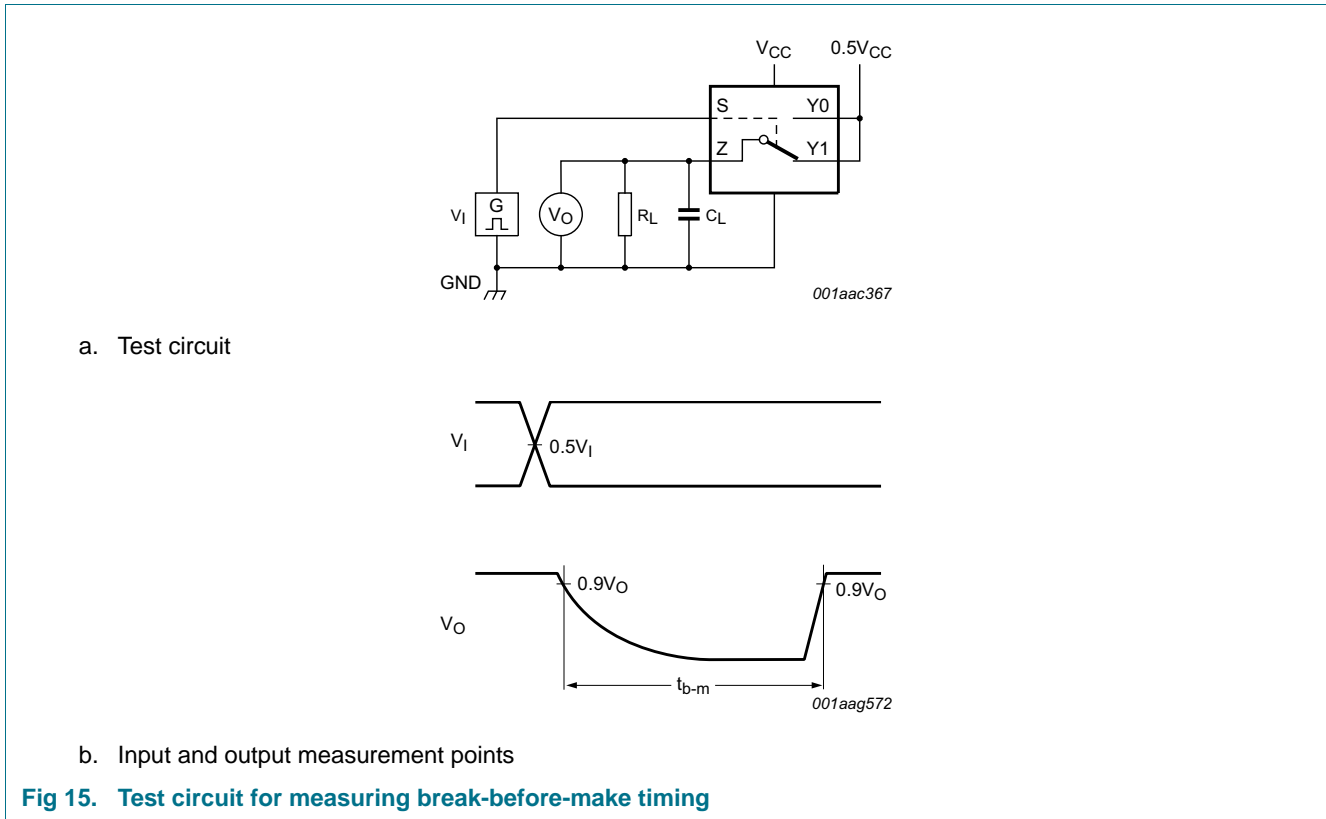 VCC 0.5VCC
S Y0
Z Y1
VI G VO RL CL
GND
001aac367
a. Test circuit
VI 0.5VI
0.9VO 0.9VO
VO
tb-m
001aag572
b. Input and output measurement points
Fig 15. Test circuit for measuring break-before-make timing